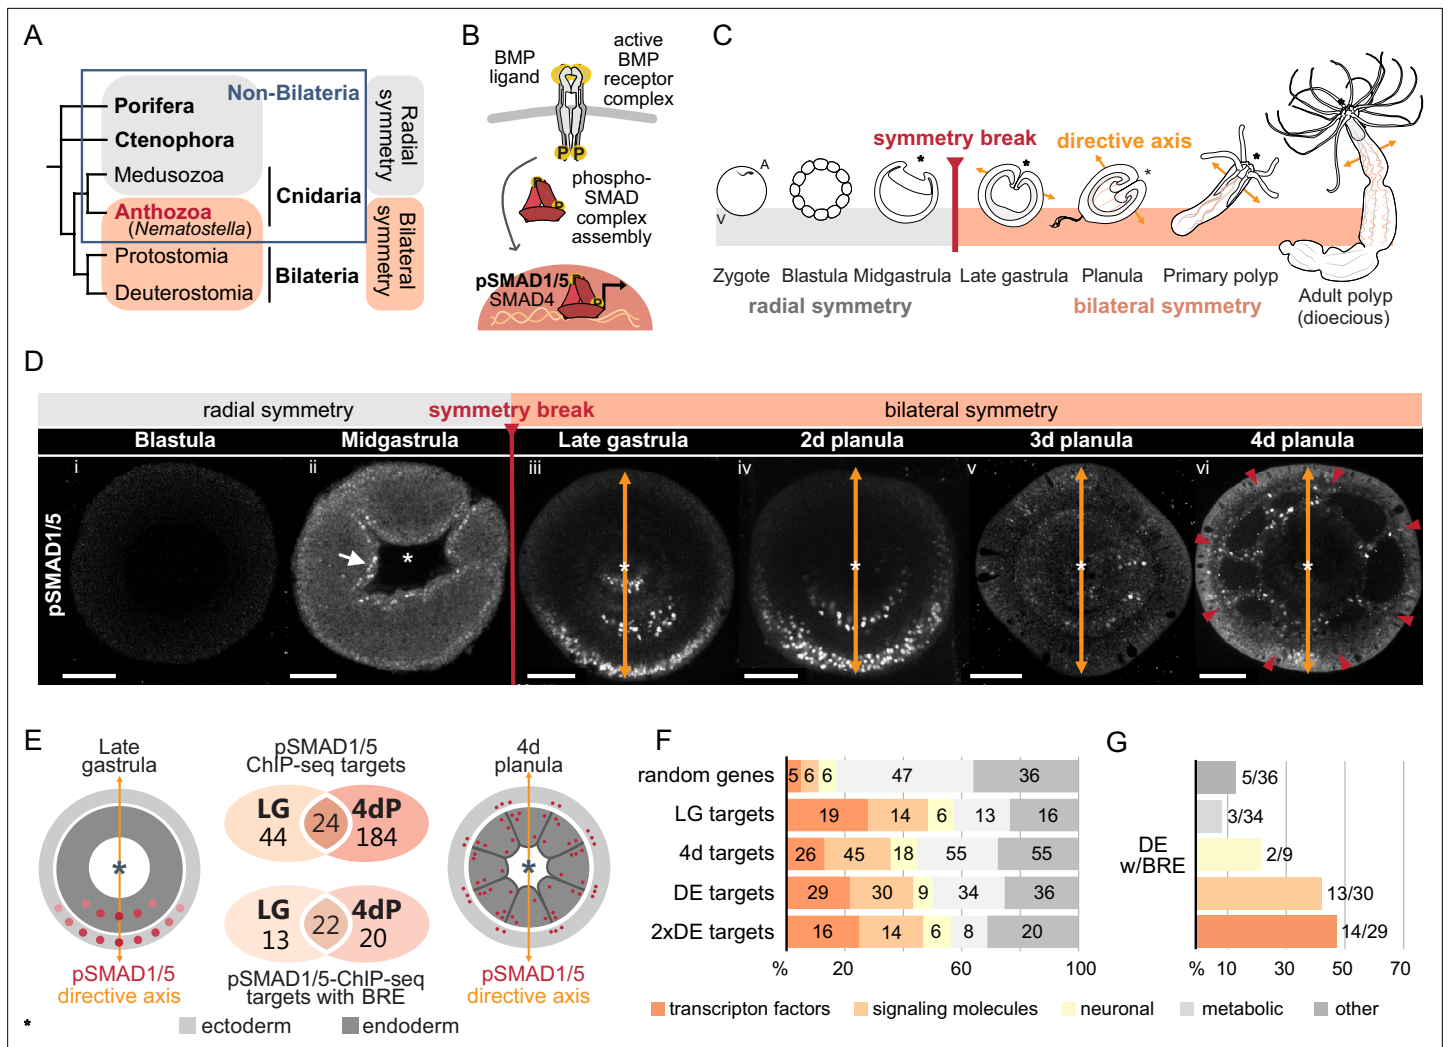 A
Non-Bilateria
Porifera
Ctenophora
Medusozoa
Anthozoa
(Nematostella)
Protostomia
Deuterostomia
Cnidaria
Bilateria
Radial
symmetry
Bilateral
symmetry
B
BMP
ligand
active
BMP
receptor
complex
P P
phospho-
SMAD
complex
assembly
P
P
pSMAD1/5
SMAD4
P
P
C
symmetry break
directive axis
A
V
*
*
*
*
*
Zygote
Blastula
Midgastrula
Late gastrula
Planula
Primary polyp
Adult polyp
(dioecious)
radial symmetry
bilateral symmetry
D
radial symmetry
symmetry break
bilateral symmetry
Blastula
Midgastrula
Late gastrula
2d planula
3d planula
4d planula
pSMAD1/5
i
ii
iii
iv
v
vi
*
*
*
*
*
E
Late
gastrula
*
pSMAD1/5
directive axis
pSMAD1/5
ChIP-seq targets
LG
44
24
4dP
184
LG
13
22
4dP
20
pSMAD1/5-ChIP-seq
targets with BRE
4d
planula
*
pSMAD1/5
directive axis
*
ectoderm
endoderm
F
random genes 5 6 6 47 36
LG targets 19 14 6 13 16
4d targets 26 45 18 55 55
DE targets 29 30 9 34 36
2xDE targets 16 14 6 8 20
% 20 60 100
G
DE
w/BRE
5/36
3/34
2/9
13/30
14/29
% 10 30 50 70
transcripton factors
signaling molecules
neuronal
metabolic
other